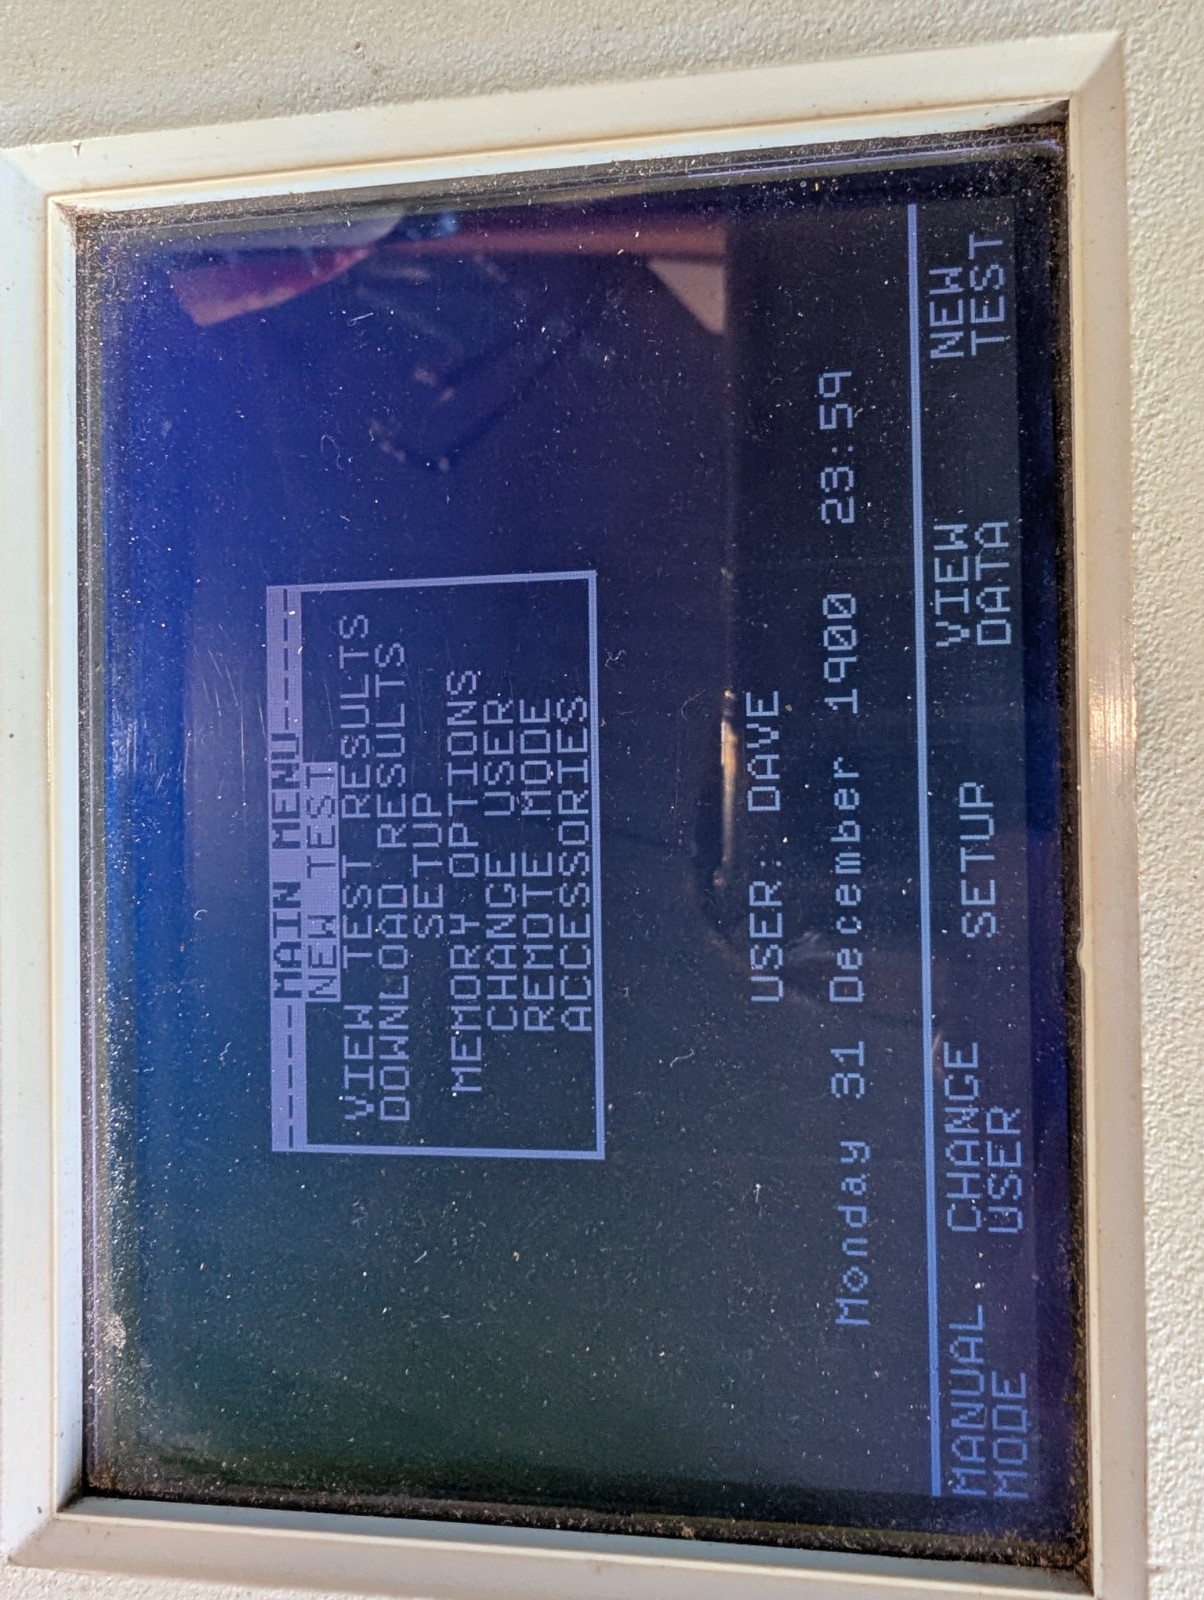 -----MAIN MENU-----
NEW TEST
VIEW TEST RESULTS
DOWNLOAD RESULTS
SETUP
MEMORY OPTIONS
CHANGE USER
REMOTE MODE
ACCESSORIES
USER: DAVE
Monday 31 December 1900 23:59
MANUAL MODE
CHANGE USER
SETUP
VIEW DATA
NEW TEST